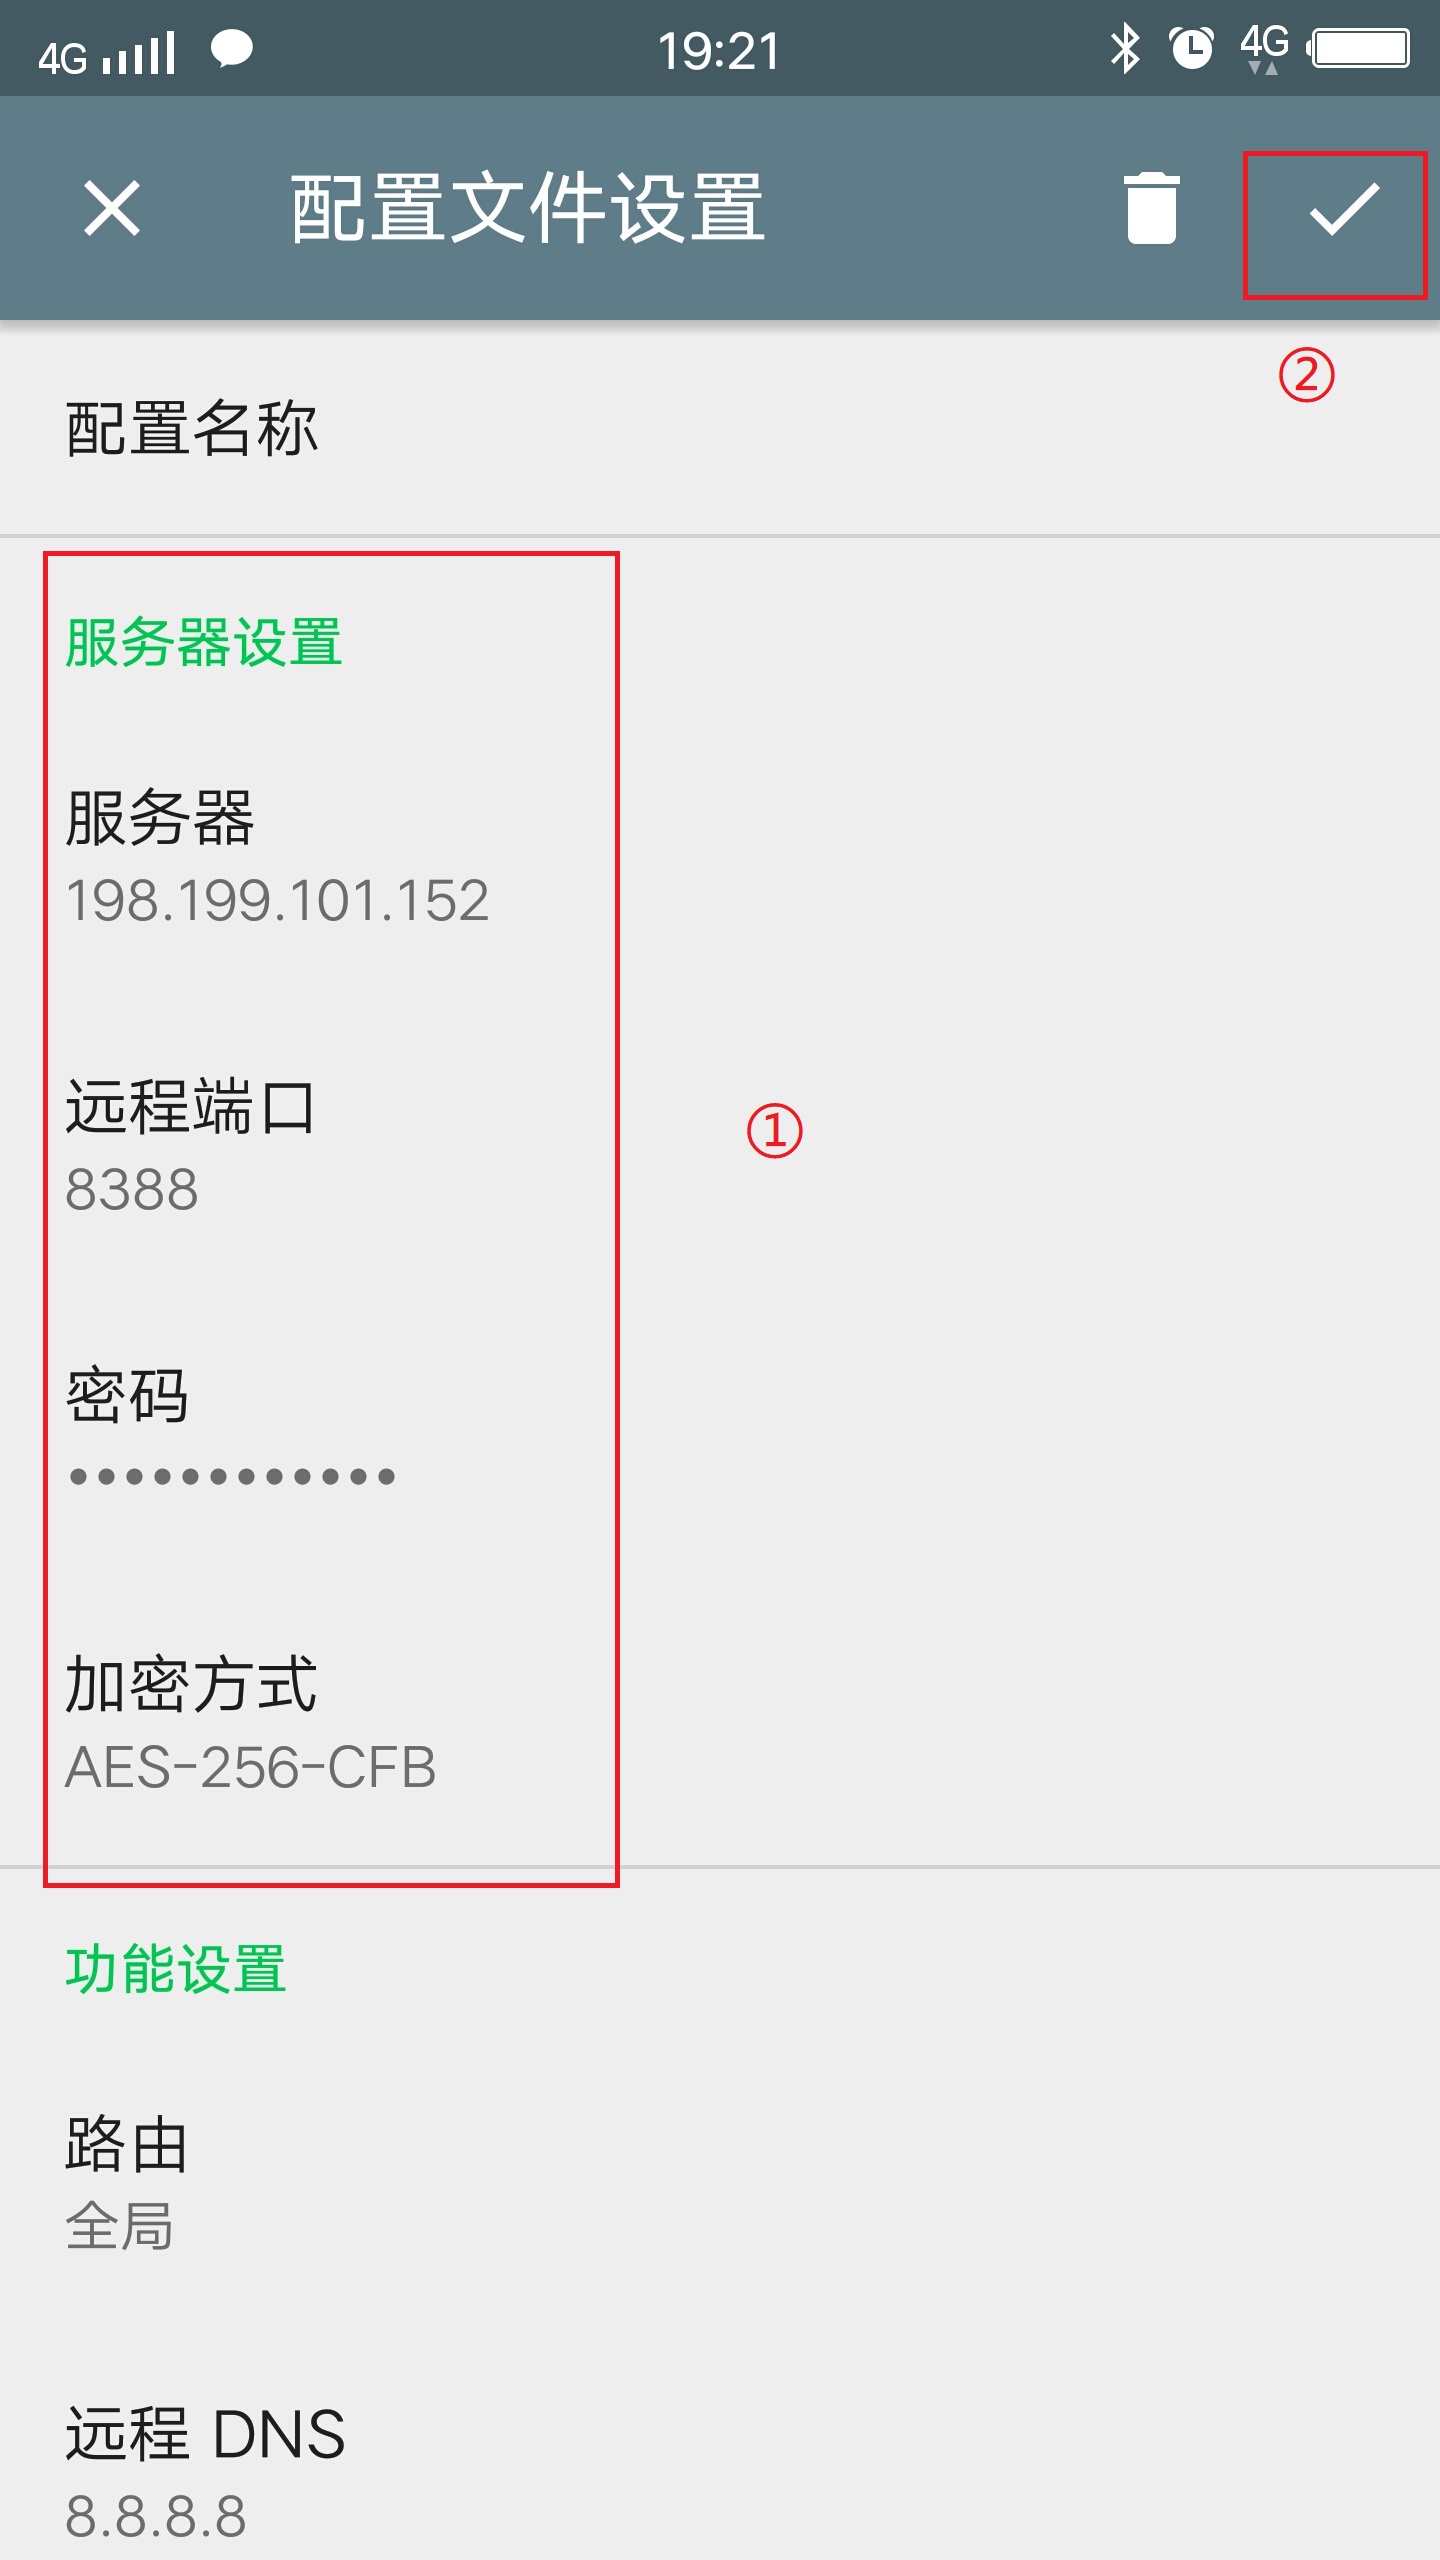 4G 19:21 4G
配置文件设置
②
配置名称
服务器设置
服务器
198.199.101.152
远程端口
①
8388
密码
••••••••••••
加密方式
AES-256-CFB
功能设置
路由
全局
远程 DNS
8.8.8.8